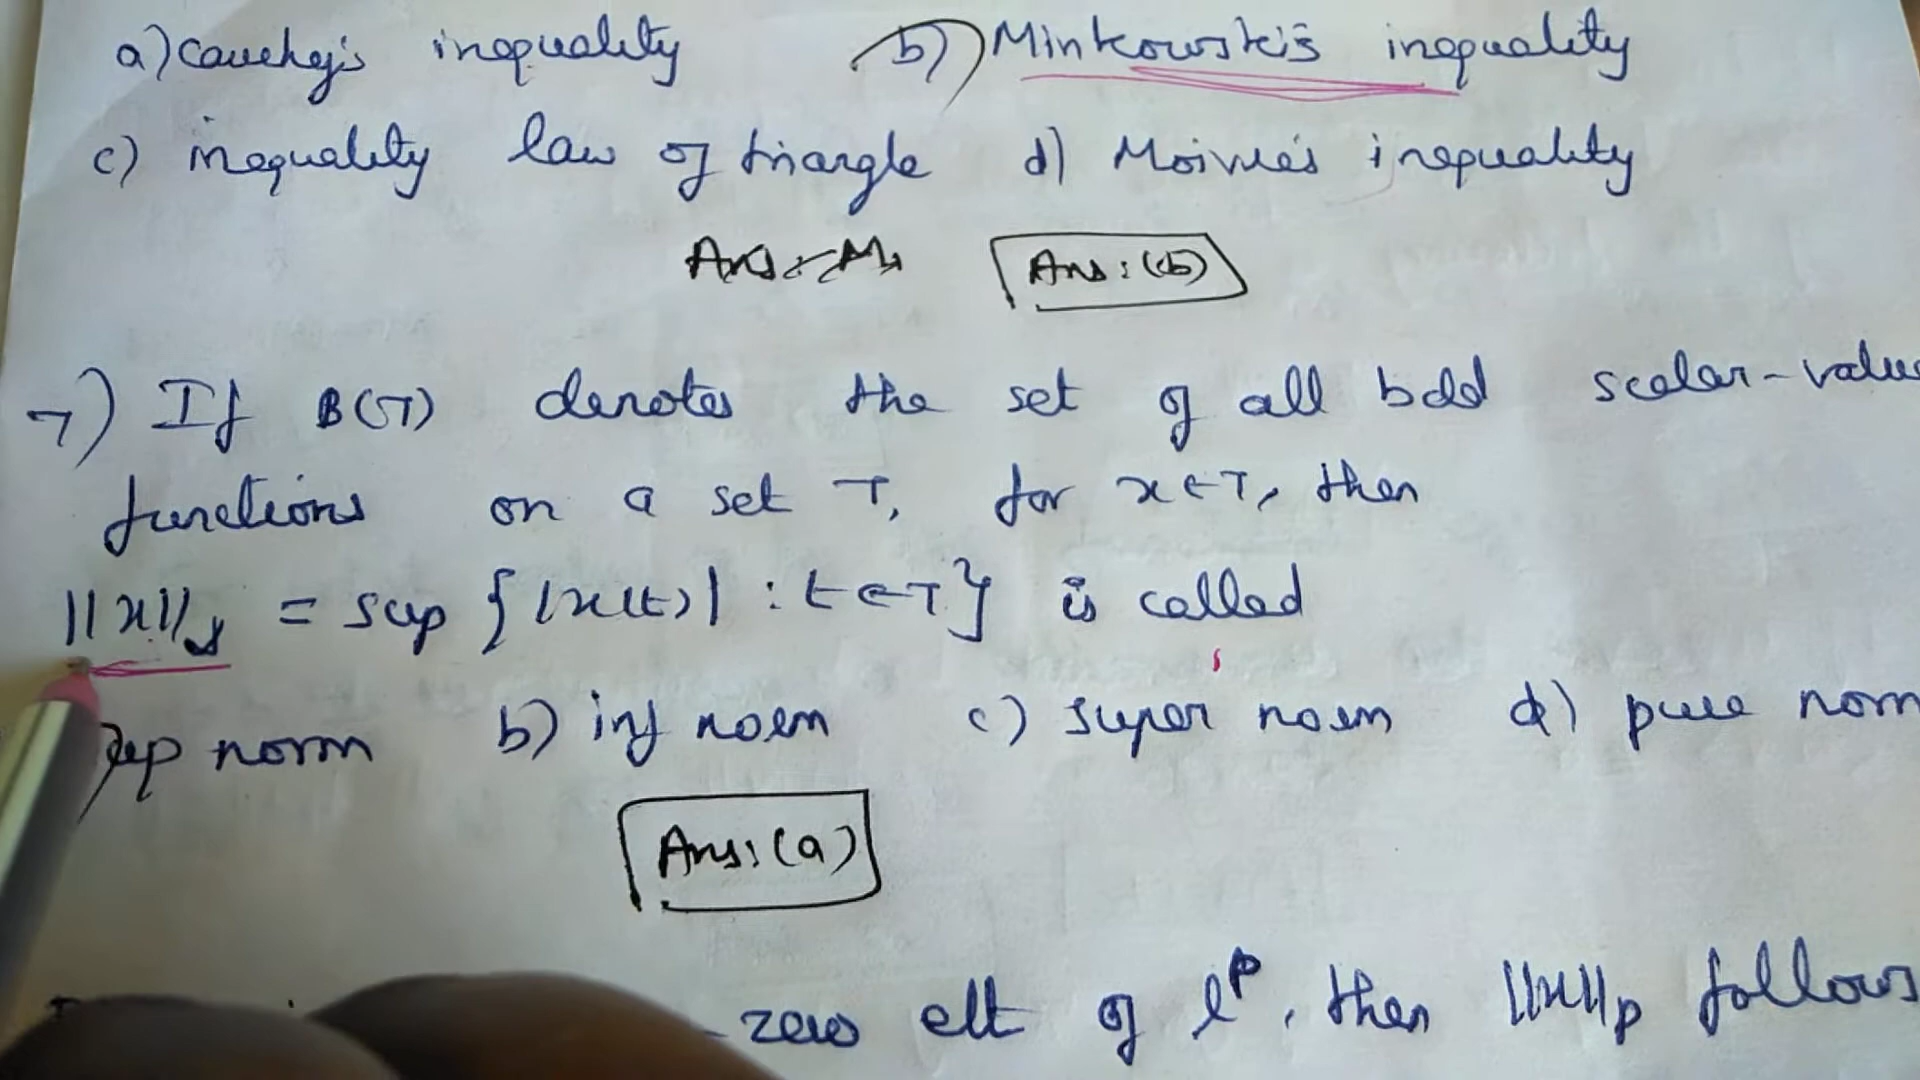 a) Cauchy's inequality b) Minkowski's inequality
c) inequality law of triangle d) Moivre's inequality
Ans: (b)
7) If B(T) denotes the set of all bdd scalar-value
functions on a set T, for x∈T, then
||x||s = sup {|x(t)| : t∈T} is called
sup norm b) inf norm c) super norm d) pure norm
Ans: (a)
zero elt of l^p, then ||x||p follows